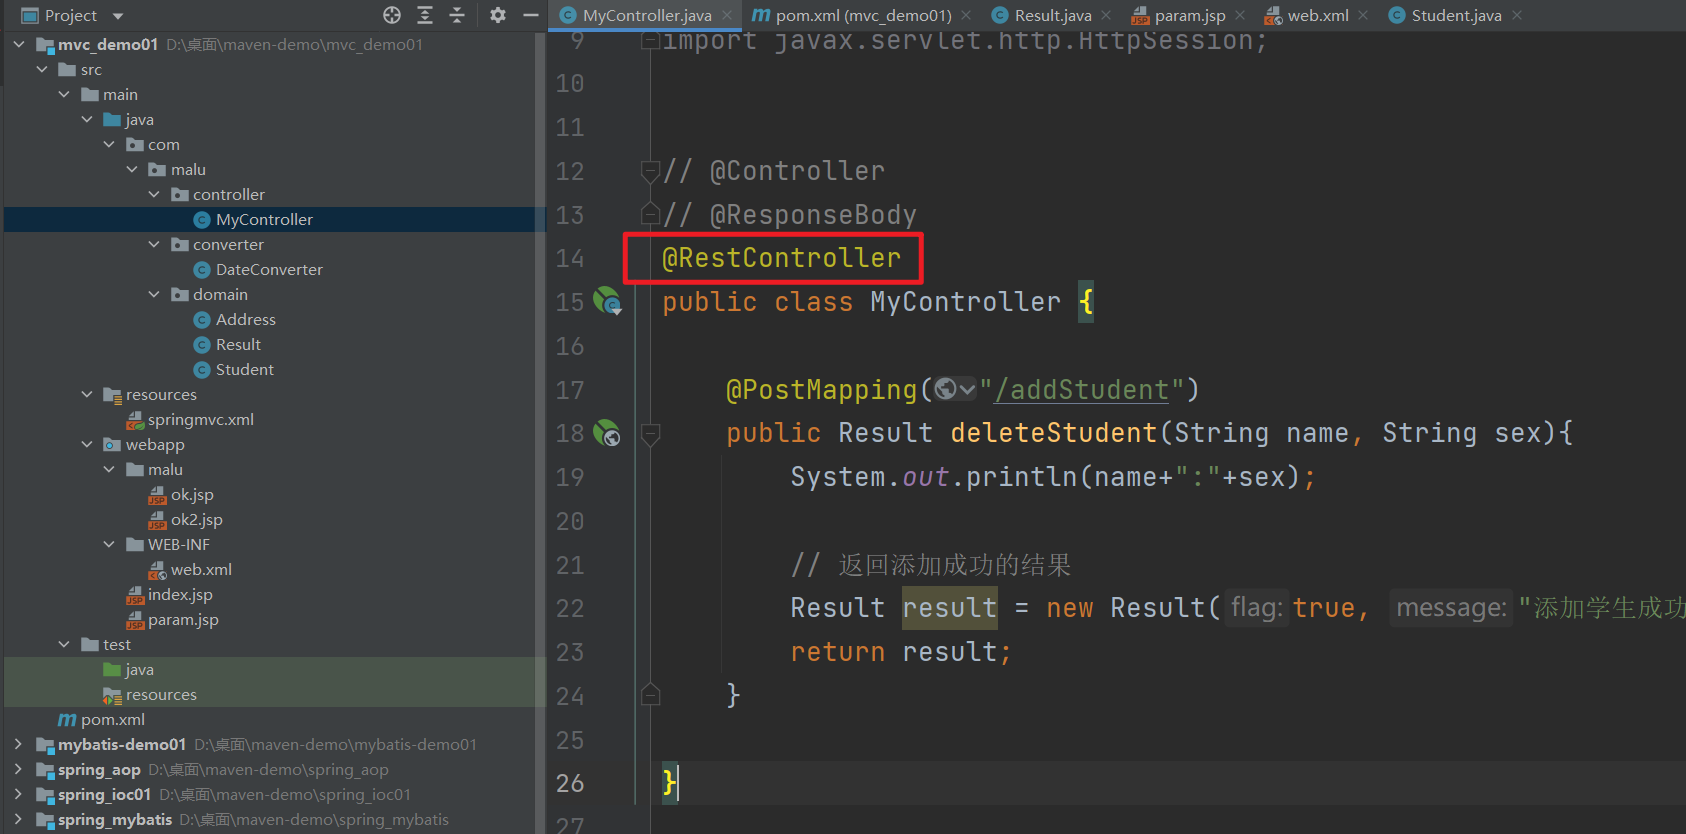 Project
MyController.java
pom.xml (mvc_demo01)
Result.java
param.jsp
web.xml
Student.java
mvc_demo01 D:\桌面\maven-demo\mvc_demo01
src
main
java
com
malu
controller
MyController
converter
DateConverter
domain
Address
Result
Student
resources
springmvc.xml
webapp
malu
ok.jsp
ok2.jsp
WEB-INF
web.xml
index.jsp
param.jsp
test
java
resources
pom.xml
mybatis-demo01 D:\桌面\maven-demo\mybatis-demo01
spring_aop D:\桌面\maven-demo\spring_aop
spring_ioc01 D:\桌面\maven-demo\spring_ioc01
spring_mybatis D:\桌面\maven-demo\spring_mybatis
9 import javax.servlet.http.HttpSession;
10
11
12 // @Controller
13 // @ResponseBody
14 @RestController
15 public class MyController {
16
17 @PostMapping("/addStudent")
18 public Result deleteStudent(String name, String sex){
19 System.out.println(name+":"+sex);
20
21 // 返回添加成功的结果
22 Result result = new Result( flag: true, message: "添加学生成功
23 return result;
24 }
25
26 }
27